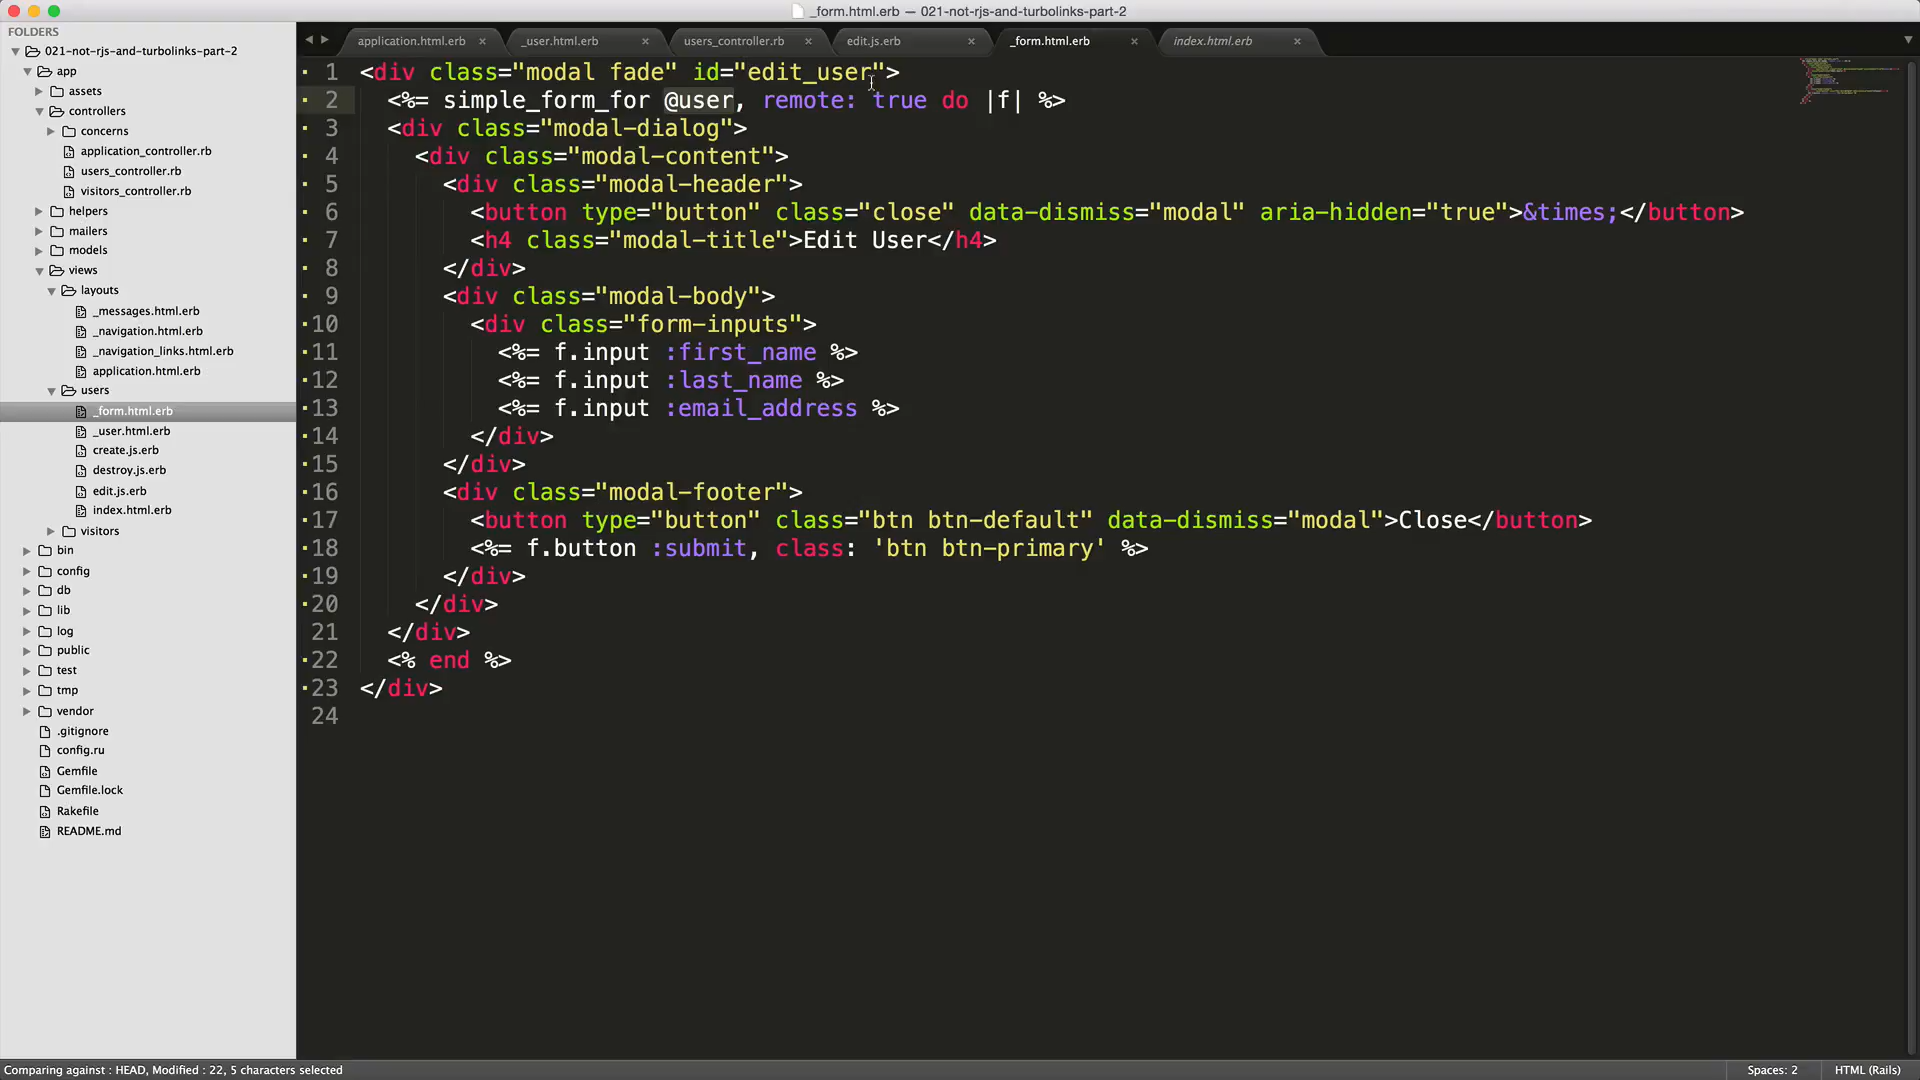 _form.html.erb — 021-not-rjs-and-turbolinks-part-2
FOLDERS
021-not-rjs-and-turbolinks-part-2
app
assets
controllers
concerns
application_controller.rb
users_controller.rb
visitors_controller.rb
helpers
mailers
models
views
layouts
_messages.html.erb
_navigation.html.erb
_navigation_links.html.erb
application.html.erb
users
_form.html.erb
_user.html.erb
create.js.erb
destroy.js.erb
edit.js.erb
index.html.erb
visitors
bin
config
db
lib
log
public
test
tmp
vendor
.gitignore
config.ru
Gemfile
Gemfile.lock
Rakefile
README.md
application.html.erb
_user.html.erb
users_controller.rb
edit.js.erb
_form.html.erb
index.html.erb
1 <div class="modal fade" id="edit_user">
2 <%= simple_form_for @user, remote: true do |f| %>
3 <div class="modal-dialog">
4 <div class="modal-content">
5 <div class="modal-header">
6 <button type="button" class="close" data-dismiss="modal" aria-hidden="true">&times;</button>
7 <h4 class="modal-title">Edit User</h4>
8 </div>
9 <div class="modal-body">
10 <div class="form-inputs">
11 <%= f.input :first_name %>
12 <%= f.input :last_name %>
13 <%= f.input :email_address %>
14 </div>
15 </div>
16 <div class="modal-footer">
17 <button type="button" class="btn btn-default" data-dismiss="modal">Close</button>
18 <%= f.button :submit, class: 'btn btn-primary' %>
19 </div>
20 </div>
21 </div>
22 <% end %>
23 </div>
24
Comparing against : HEAD, Modified : 22, 5 characters selected
Spaces: 2
HTML (Rails)